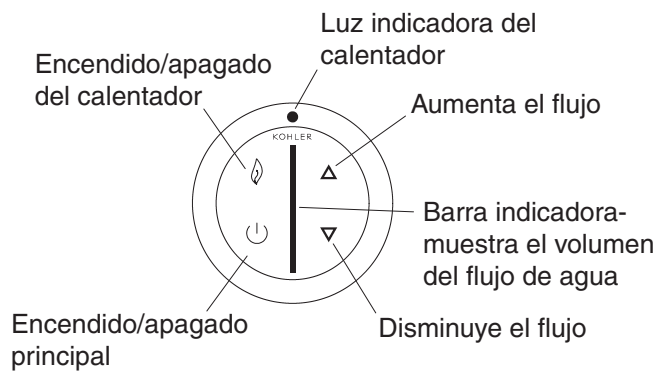 Luz indicadora del
calentador
Encendido/apagado
del calentador
Aumenta el flujo
KOHLER
Barra indicadora-
muestra el volumen
del flujo de agua
Encendido/apagado
principal
Disminuye el flujo